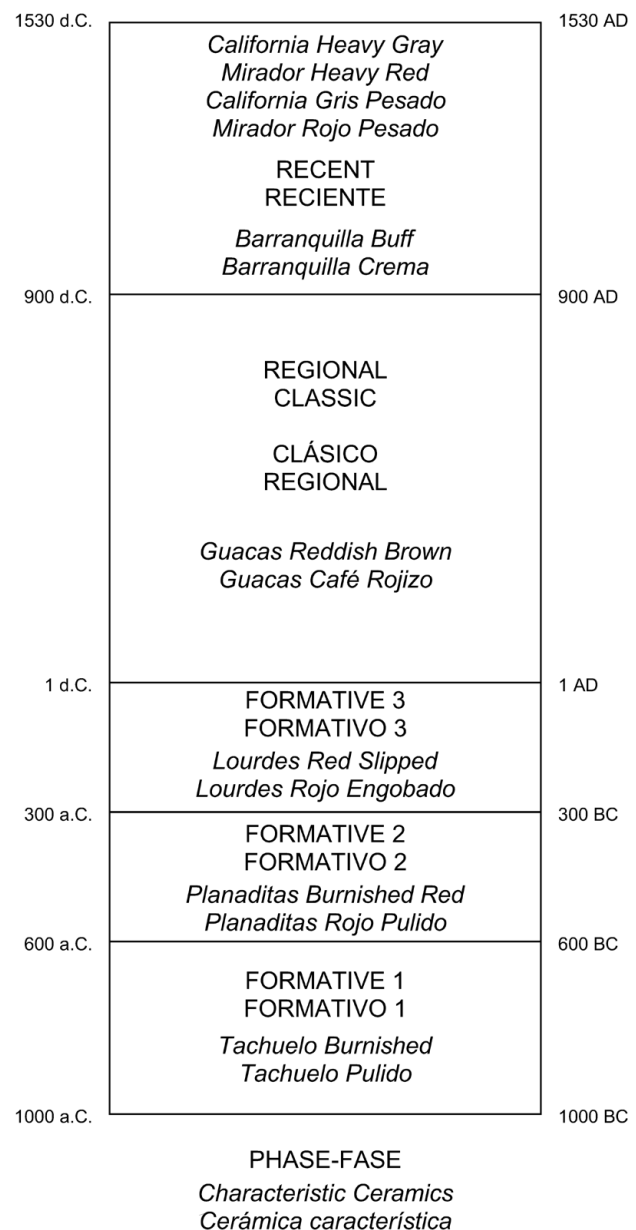 1530 d.C.
1530 AD
California Heavy Gray
Mirador Heavy Red
California Gris Pesado
Mirador Rojo Pesado
RECENT
RECIENTE
Barranquilla Buff
Barranquilla Crema
900 d.C.
900 AD
REGIONAL
CLASSIC
CLÁSICO
REGIONAL
Guacas Reddish Brown
Guacas Café Rojizo
1 d.C.
1 AD
FORMATIVE 3
FORMATIVO 3
Lourdes Red Slipped
Lourdes Rojo Engobado
300 a.C.
300 BC
FORMATIVE 2
FORMATIVO 2
Planaditas Burnished Red
Planaditas Rojo Pulido
600 a.C.
600 BC
FORMATIVE 1
FORMATIVO 1
Tachuelo Burnished
Tachuelo Pulido
1000 a.C.
1000 BC
PHASE-FASE
Characteristic Ceramics
Cerámica característica